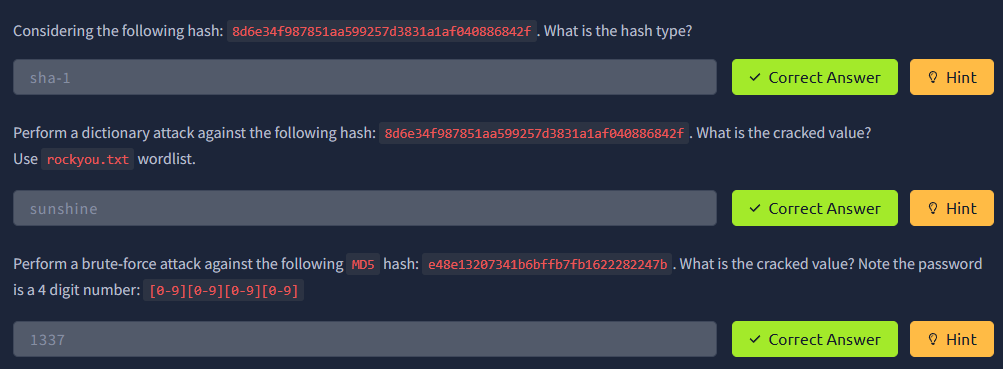 Considering the following hash: 8d6e34f987851aa599257d3831a1af040886842f. What is the hash type?
sha-1
Correct Answer
Hint
Perform a dictionary attack against the following hash: 8d6e34f987851aa599257d3831a1af040886842f. What is the cracked value?
Use rockyou.txt wordlist.
sunshine
Correct Answer
Hint
Perform a brute-force attack against the following MD5 hash: e48e13207341b6bffb7fb1622282247b. What is the cracked value? Note the password
is a 4 digit number: [0-9][0-9][0-9][0-9]
1337
Correct Answer
Hint